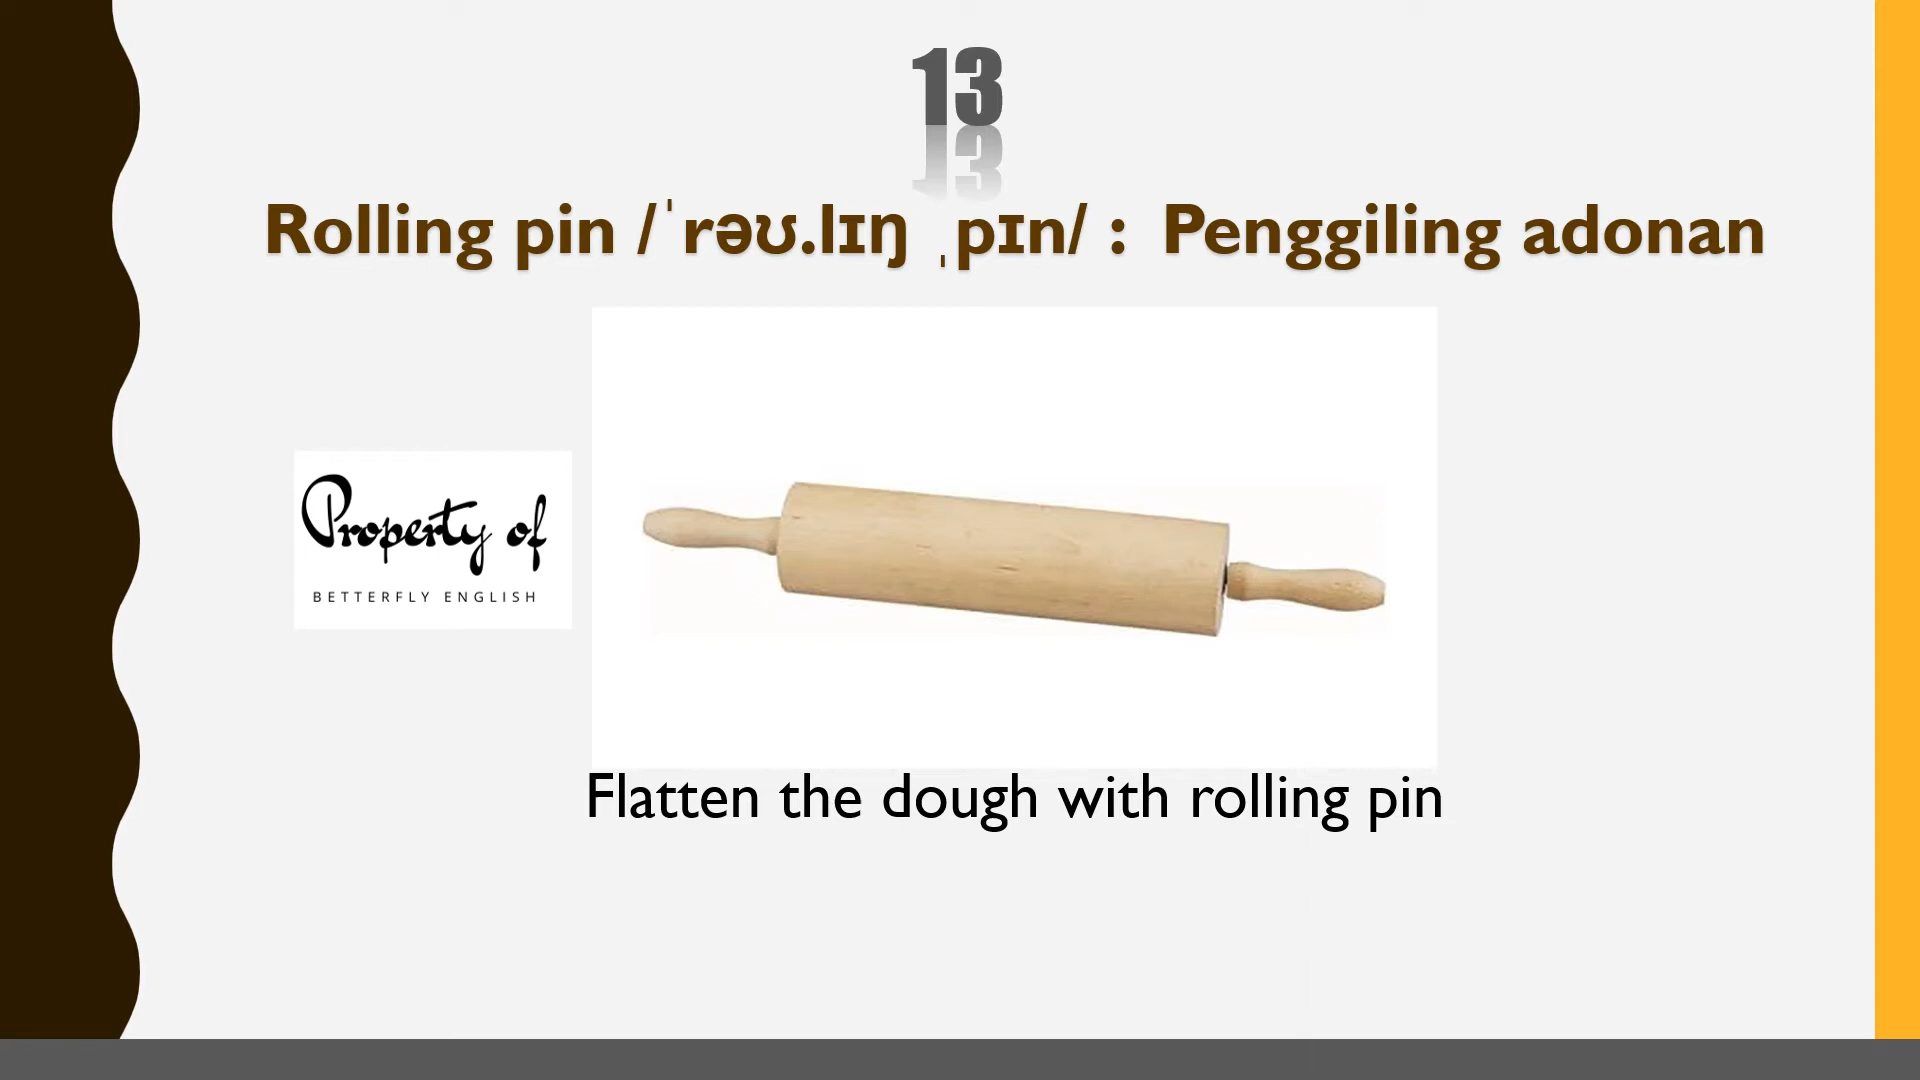 13
Rolling pin /ˈrəʊ.lɪŋ ˌpɪn/ : Penggiling adonan
Property of
BETTERFLY ENGLISH
Flatten the dough with rolling pin